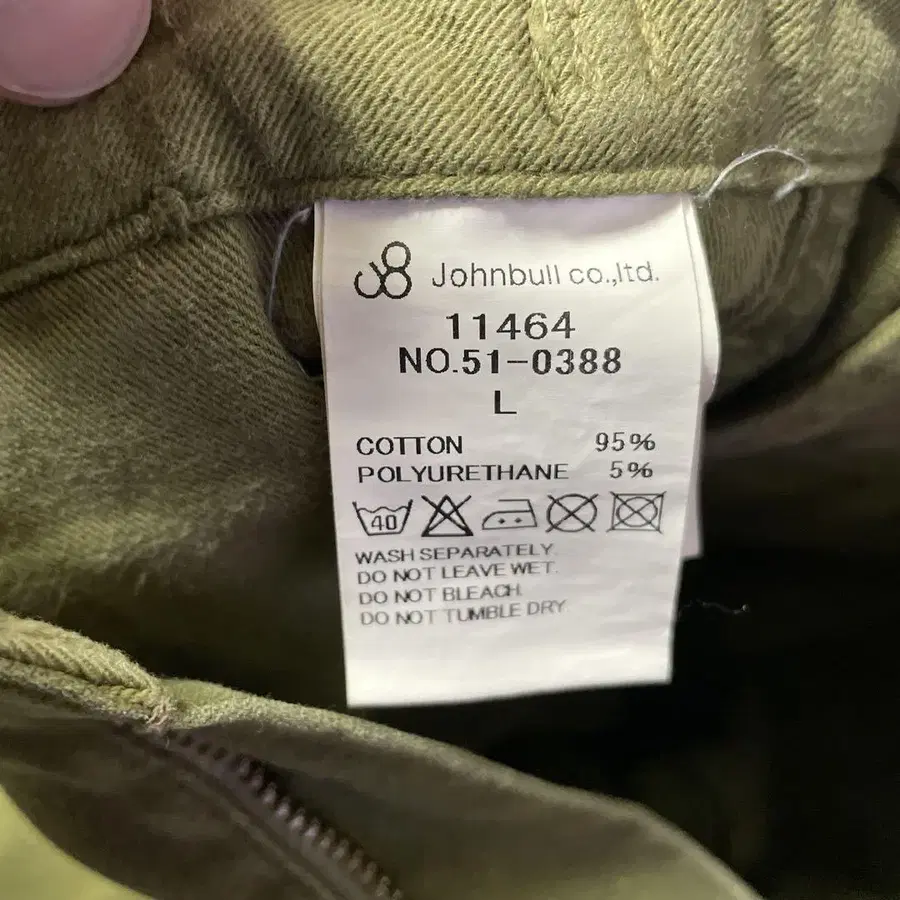 Johnbull co.,ltd.
11464
NO.51-0388
L
COTTON 95%
POLYURETHANE 5%
40
WASH SEPARATELY.
DO NOT LEAVE WET.
DO NOT BLEACH.
DO NOT TUMBLE DRY.